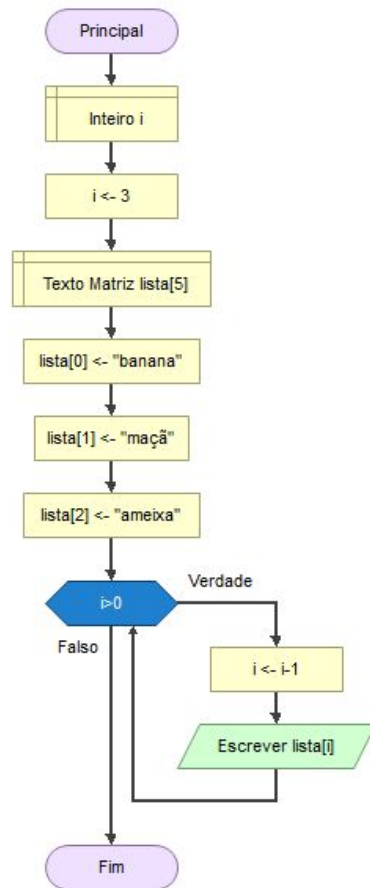 Principal
Inteiro i
i <- 3
Texto Matriz lista[5]
lista[0] <- "banana"
lista[1] <- "maçã"
lista[2] <- "ameixa"
i>0
Verdade
Falso
i <- i-1
Escrever lista[i]
Fim